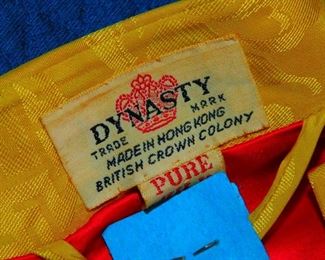 DYNASTY
TRADE MARK
MADE IN HONG KONG
BRITISH CROWN COLONY
PURE